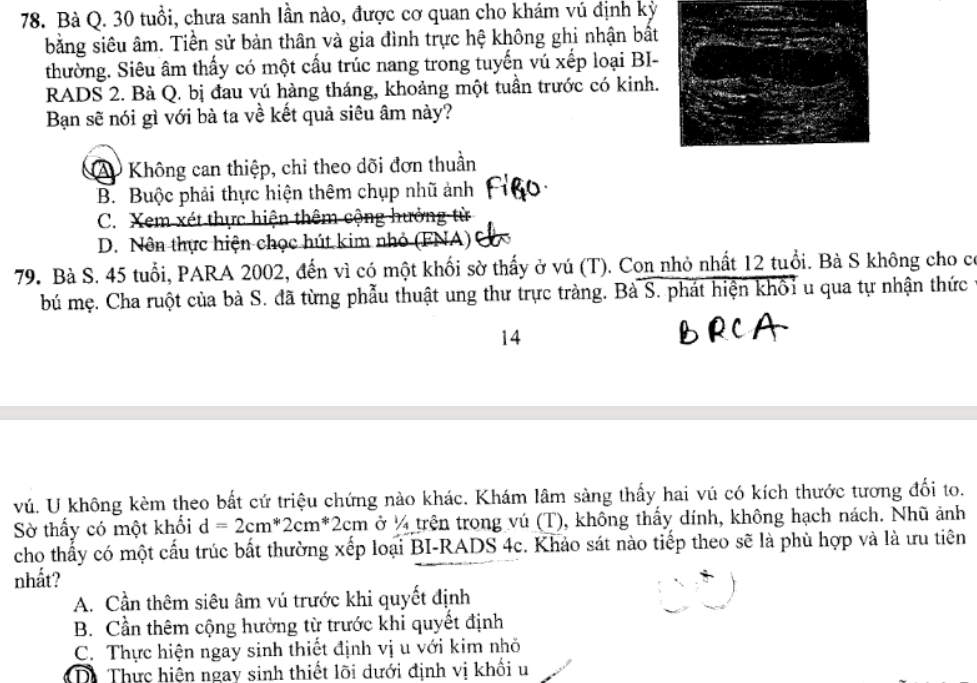 78. Bà Q. 30 tuổi, chưa sanh lần nào, được cơ quan cho khám vú định kỳ
bằng siêu âm. Tiền sử bản thân và gia đình trực hệ không ghi nhận bất
thường. Siêu âm thấy có một cấu trúc nang trong tuyến vú xếp loại BI-
RADS 2. Bà Q. bị đau vú hàng tháng, khoảng một tuần trước có kinh.
Bạn sẽ nói gì với bà ta về kết quả siêu âm này?
A. Không can thiệp, chỉ theo dõi đơn thuần
B. Buộc phải thực hiện thêm chụp nhũ ảnh
C. Xem xét thực hiện thêm cộng hưởng từ
D. Nên thực hiện chọc hút kim nhỏ (FNA)
79. Bà S. 45 tuổi, PARA 2002, đến vì có một khối sờ thấy ở vú (T). Con nhỏ nhất 12 tuổi. Bà S không cho
bú mẹ. Cha ruột của bà S. đã từng phẫu thuật ung thư trực tràng. Bà S. phát hiện khối u qua tự nhận thức
14
BRCA
vú. U không kèm theo bất cứ triệu chứng nào khác. Khám lâm sàng thấy hai vú có kích thước tương đối to.
Sờ thấy có một khối d = 2cm*2cm*2cm ở ¼ trên trong vú (T), không thấy dính, không hạch nách. Nhũ ảnh
cho thấy có một cấu trúc bất thường xếp loại BI-RADS 4c. Khảo sát nào tiếp theo sẽ là phù hợp và là ưu tiên
nhất?
A. Cần thêm siêu âm vú trước khi quyết định
B. Cần thêm cộng hưởng từ trước khi quyết định
C. Thực hiện ngay sinh thiết định vị u với kim nhỏ
D. Thực hiện ngay sinh thiết lõi dưới định vị khối u